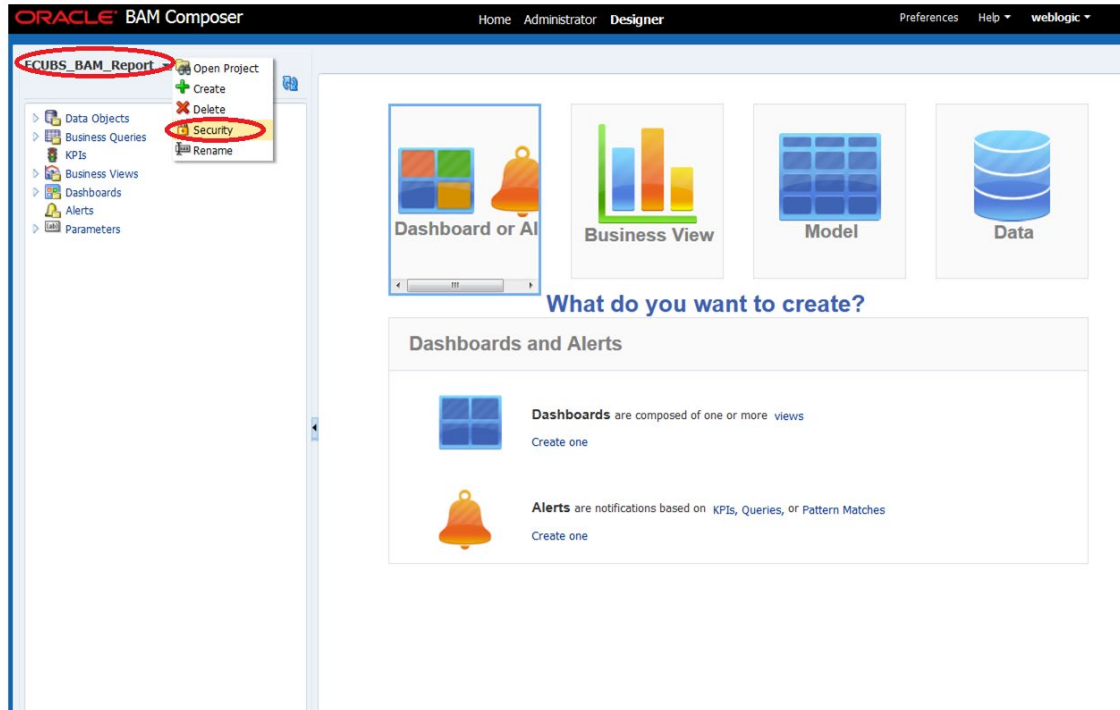 ORACLE® BAM Composer
Home Administrator Designer
Preferences Help weblogic
FCUBS_BAM_Report
Open Project
Create
Delete
Security
Rename
Data Objects
Business Queries
KPIs
Business Views
Dashboards
Alerts
Parameters
Dashboard or Al
Business View
Model
Data
What do you want to create?
Dashboards and Alerts
Dashboards are composed of one or more views
Create one
Alerts are notifications based on KPIs, Queries, or Pattern Matches
Create one